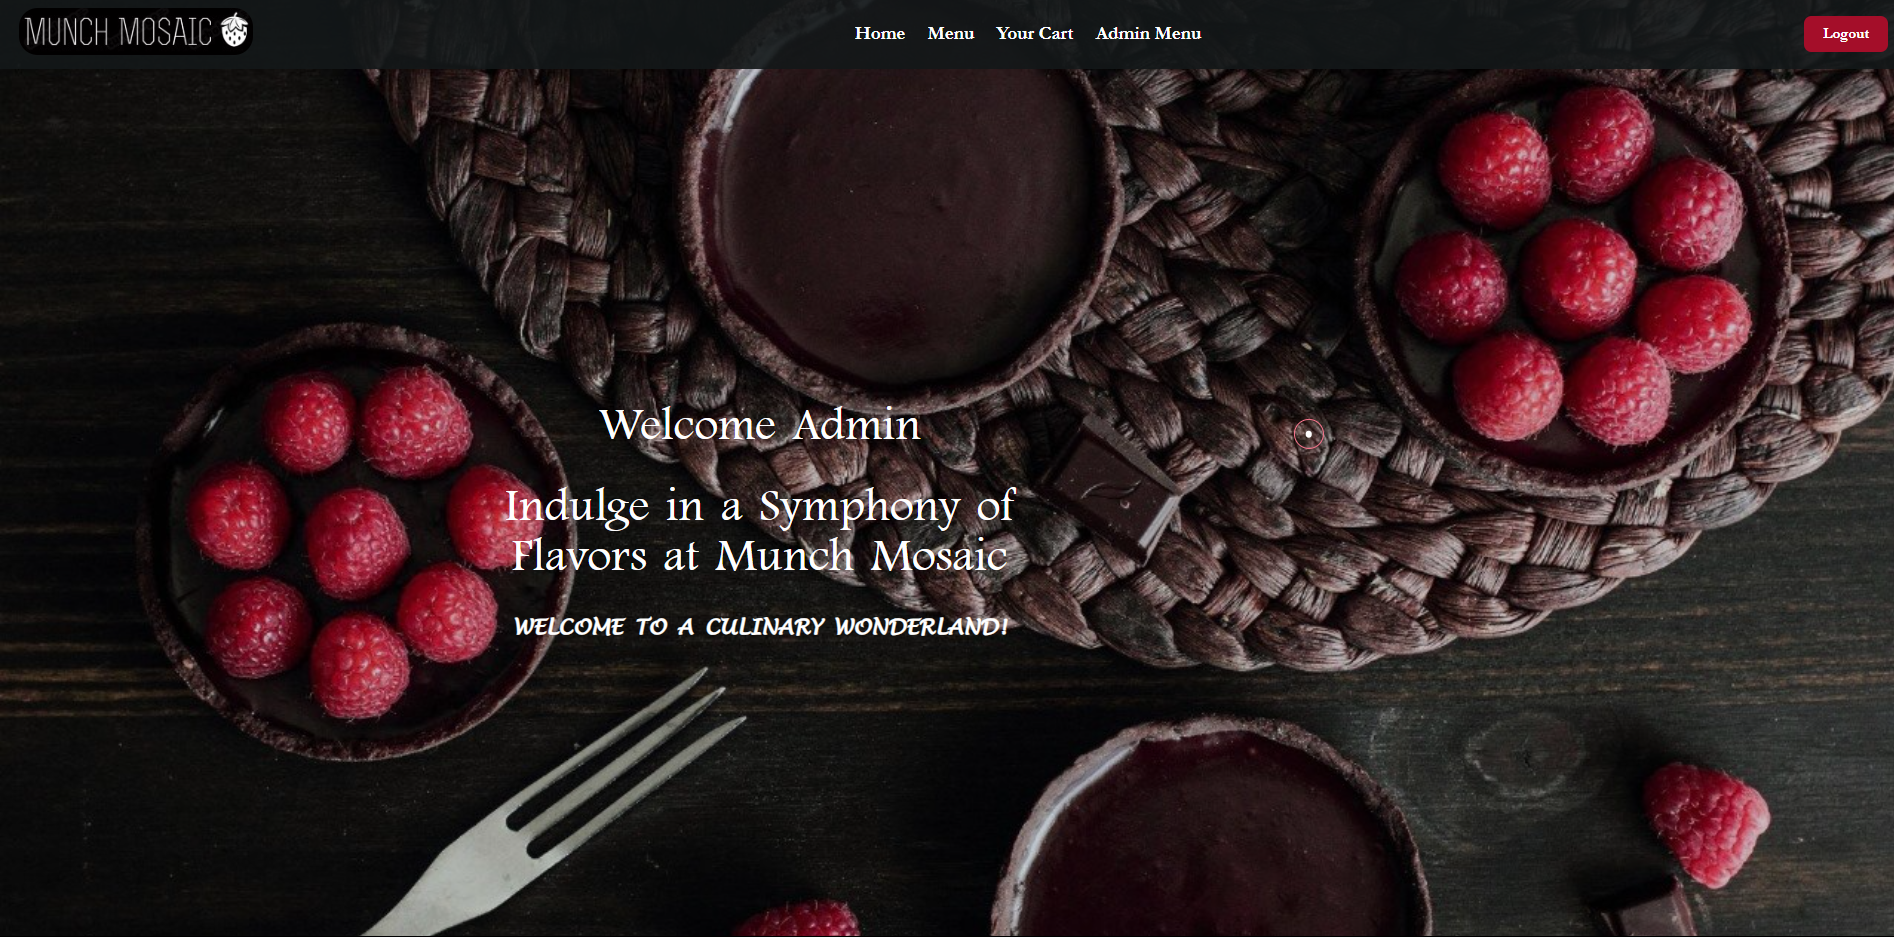 MUNCH MOSAIC
Home Menu Your Cart Admin Menu
Logout
Welcome Admin
Indulge in a Symphony of
Flavors at Munch Mosaic
WELCOME TO A CULINARY WONDERLAND!